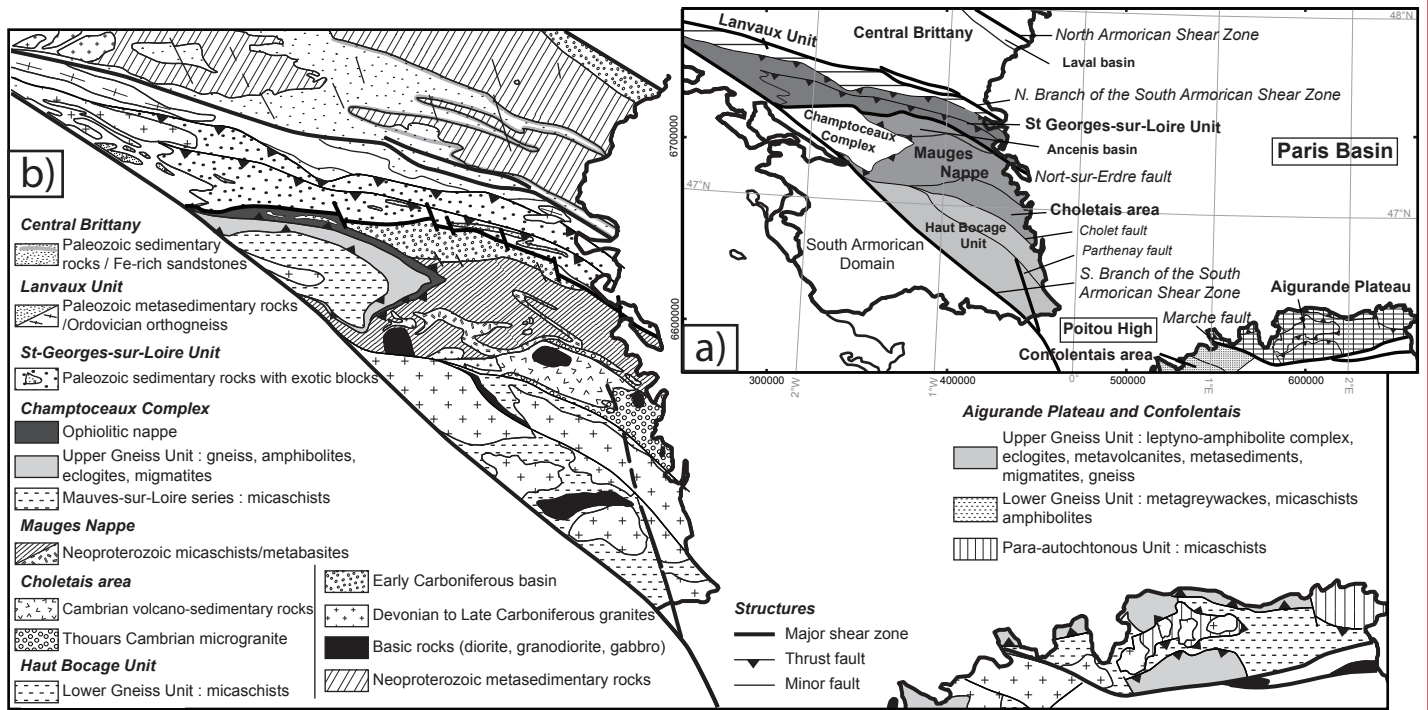 48°N
Lanvaux Unit
Central Brittany
North Armorican Shear Zone
Laval basin
N. Branch of the South Armorican Shear Zone
St Georges-sur-Loire Unit
Champtoceaux
Complex
Ancenis basin
Mauges
Nappe
Paris Basin
Nort-sur-Erdre fault
47°N
47°N
Choletais area
Haut Bocage
Unit
Cholet fault
Parthenay fault
South Armorican
Domain
S. Branch of the South
Armorican Shear Zone
Aigurande Plateau
Marche fault
Poitou High
Confolentais area
a)
6700000
6600000
300000
400000
500000
600000
2°W
1°W
0°
1°E
2°E
b)
Central Brittany
Paleozoic sedimentary
rocks / Fe-rich sandstones
Lanvaux Unit
Paleozoic metasedimentary rocks
/Ordovician orthogneiss
St-Georges-sur-Loire Unit
Paleozoic sedimentary rocks with exotic blocks
Champtoceaux Complex
Ophiolitic nappe
Upper Gneiss Unit : gneiss, amphibolites,
eclogites, migmatites
Mauves-sur-Loire series : micaschists
Mauges Nappe
Neoproterozoic micaschists/metabasites
Choletais area
Cambrian volcano-sedimentary rocks
Thouars Cambrian microgranite
Haut Bocage Unit
Lower Gneiss Unit : micaschists
Early Carboniferous basin
Devonian to Late Carboniferous granites
Basic rocks (diorite, granodiorite, gabbro)
Neoproterozoic metasedimentary rocks
Structures
Major shear zone
Thrust fault
Minor fault
Aigurande Plateau and Confolentais
Upper Gneiss Unit : leptyno-amphibolite complex,
eclogites, metavolcanites, metasediments,
migmatites, gneiss
Lower Gneiss Unit : metagreywackes, micaschists
amphibolites
Para-autochtonous Unit : micaschists